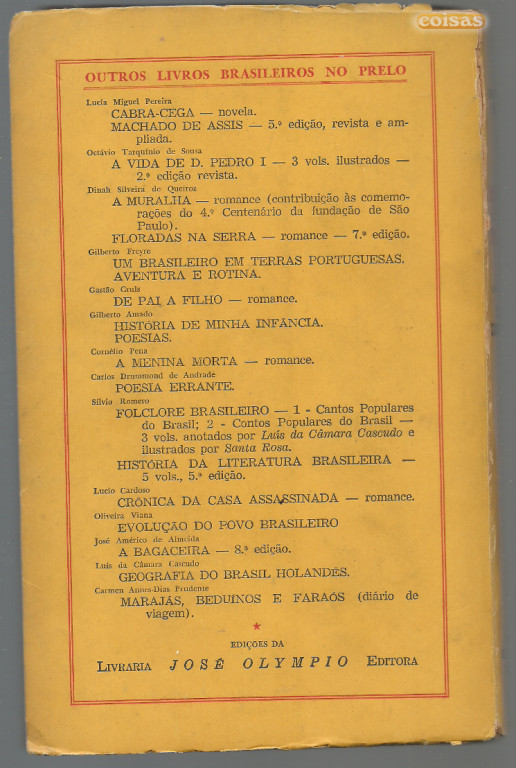 coisas
OUTROS LIVROS BRASILEIROS NO PRELO
Lucia Miguel Pereira
CABRA-CEGA — novela.
MACHADO DE ASSIS — 5.ª edição, revista e am-
pliada.
Octávio Tarquínio de Sousa
A VIDA DE D. PEDRO I — 3 vols. ilustrados —
2.ª edição revista.
Dinah Silveira de Queiroz
A MURALHA — romance (contribuição às comemo-
rações do 4.º Centenário da fundação de São
Paulo).
FLORADAS NA SERRA — romance — 7.ª edição.
Gilberto Freyre
UM BRASILEIRO EM TERRAS PORTUGUESAS.
AVENTURA E ROTINA.
Gastão Cruls
DE PAI A FILHO — romance.
Gilberto Amado
HISTÓRIA DE MINHA INFÂNCIA.
POESIAS.
Cornélio Pena
A MENINA MORTA — romance.
Carlos Drummond de Andrade
POESIA ERRANTE.
Sílvio Romero
FOLCLORE BRASILEIRO — 1 - Cantos Populares
do Brasil; 2 - Contos Populares do Brasil —
3 vols. anotados por Luís da Câmara Cascudo e
ilustrados por Santa Rosa.
HISTÓRIA DA LITERATURA BRASILEIRA —
5 vols., 5.ª edição.
Lucio Cardoso
CRÔNICA DA CASA ASSASSINADA — romance.
Oliveira Viana
EVOLUÇÃO DO POVO BRASILEIRO
José Américo de Almeida
A BAGACEIRA — 8.ª edição.
Luís da Câmara Cascudo
GEOGRAFIA DO BRASIL HOLANDÊS.
Carmen Annes-Dias Prudente
MARAJÁS, BEDUINOS E FARAÓS (diário de
viagem).
EDIÇÕES DA
LIVRARIA JOSÉ OLYMPIO EDITORA